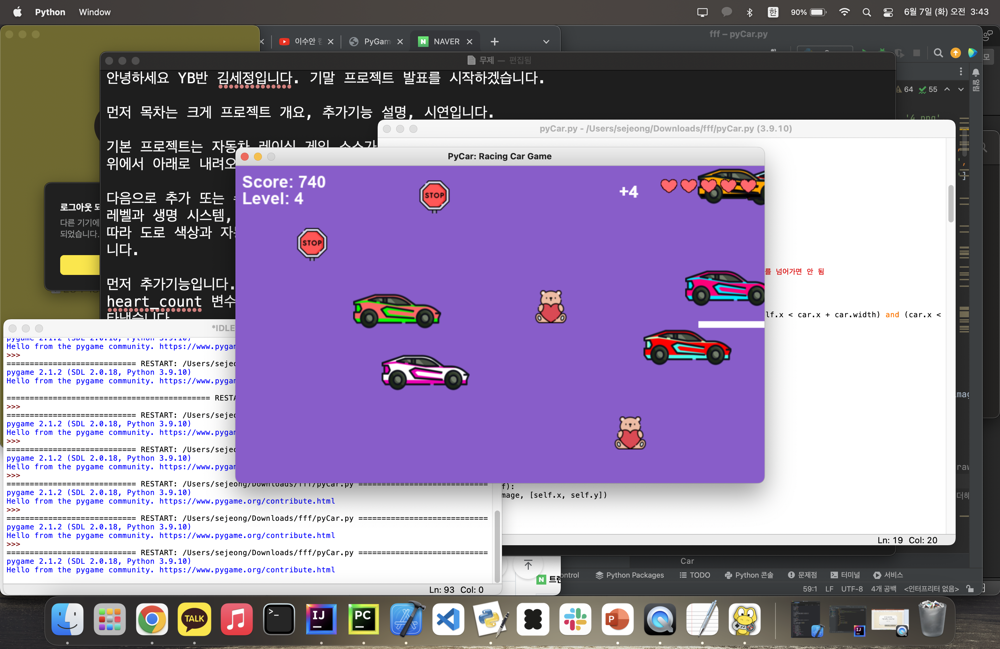 Python Window
한 90% 6월 7일 (화) 오전 3:43
이수안 컴
PyGam
NAVER
fff – pyCar.py
무제 — 편집됨
안녕하세요 YB반 김세정입니다. 기말 프로젝트 발표를 시작하겠습니다.
먼저 목차는 크게 프로젝트 개요, 추가기능 설명, 시연입니다.
기본 프로젝트는 자동차 레이싱 게임 소스가
위에서 아래로 내려오
다음으로 추가 또는
레벨과 생명 시스템,
따라 도로 색상과
니다.
먼저 추가기능입니다.
heart_count 변수
타냈습니다
로그아웃 되
다른 기기에
되었습니다.
모
알림
64 55
'4.png'
pyCar.py - /Users/sejeong/Downloads/fff/pyCar.py (3.9.10)
를 넘어가면 안 됨
lf.x < car.x + car.width) and (car.x <
f):
mage, [self.x, self.y])
Ln: 19 Col: 20
PyCar: Racing Car Game
Score: 740
Level: 4
+4
STOP
STOP
*IDLE
pygame 2.1.2 (SDL 2.0.18, Python 3.9.10)
Hello from the pygame community. https://www.pygam
>>>
============================ RESTART: /Users/sejeo
pygame 2.1.2 (SDL 2.0.18, Python 3.9.10)
Hello from the pygame community. https://www.pygam
============================================ RESTA
>>>
============================ RESTART: /Users/sejeo
pygame 2.1.2 (SDL 2.0.18, Python 3.9.10)
Hello from the pygame community. https://www.pygam
>>>
============================ RESTART: /Users/sejeo
pygame 2.1.2 (SDL 2.0.18, Python 3.9.10)
Hello from the pygame community. https://www.pygam
>>>
============================ RESTART: /Users/sejeong/Downloads/fff/pyCar.py ============================
pygame 2.1.2 (SDL 2.0.18, Python 3.9.10)
Hello from the pygame community. https://www.pygame.org/contribute.html
>>>
============================ RESTART: /Users/sejeong/Downloads/fff/pyCar.py ============================
pygame 2.1.2 (SDL 2.0.18, Python 3.9.10)
Hello from the pygame community. https://www.pygame.org/contribute.html
>>>
============================ RESTART: /Users/sejeong/Downloads/fff/pyCar.py ============================
pygame 2.1.2 (SDL 2.0.18, Python 3.9.10)
Hello from the pygame community. https://www.pygame.org/contribute.html
Ln: 93 Col: 0
N 트렌
mag
raw
더해
Car
ontrol Python Packages TODO Python 콘솔 문제점 터미널 서비스
59:1 LF UTF-8 4개 공백 <인터프리터 없음>
TALK
>_
IJ
PC
P
IJ